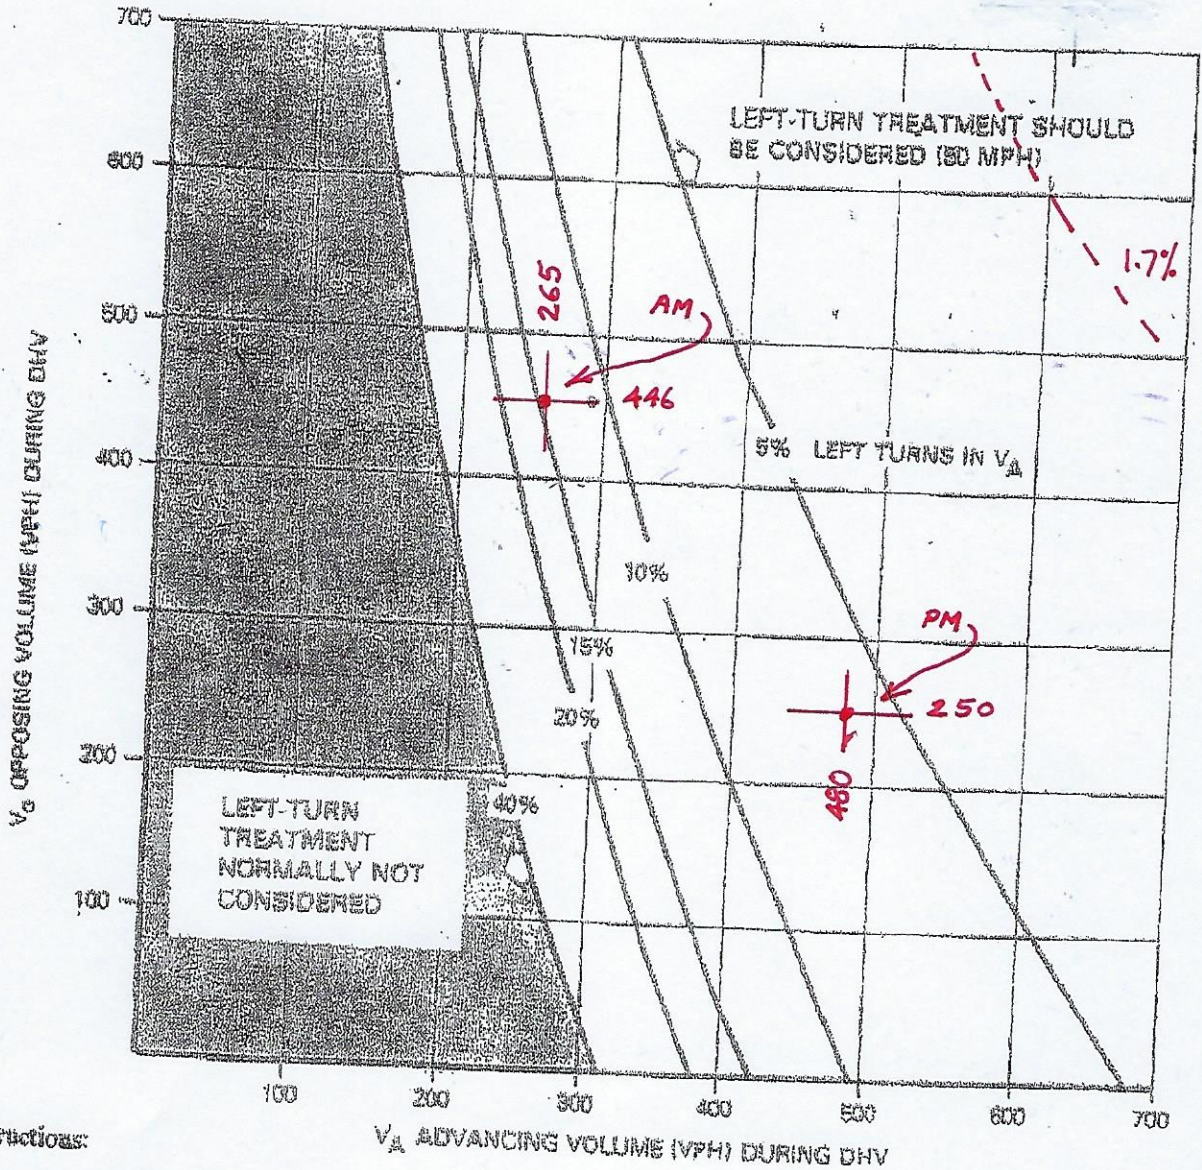 700
LEFT-TURN TREATMENT SHOULD
BE CONSIDERED (50 MPH)
600
1.7%
265
AM
500
446
400
5% LEFT TURNS IN VA
10%
300
PM
15%
20%
250
200
480
40%
LEFT-TURN
TREATMENT
NORMALLY NOT
CONSIDERED
100
VO OPPOSING VOLUME (VPH) DURING DHV
100 200 300 400 500 600 700
VA ADVANCING VOLUME (VPH) DURING DHV